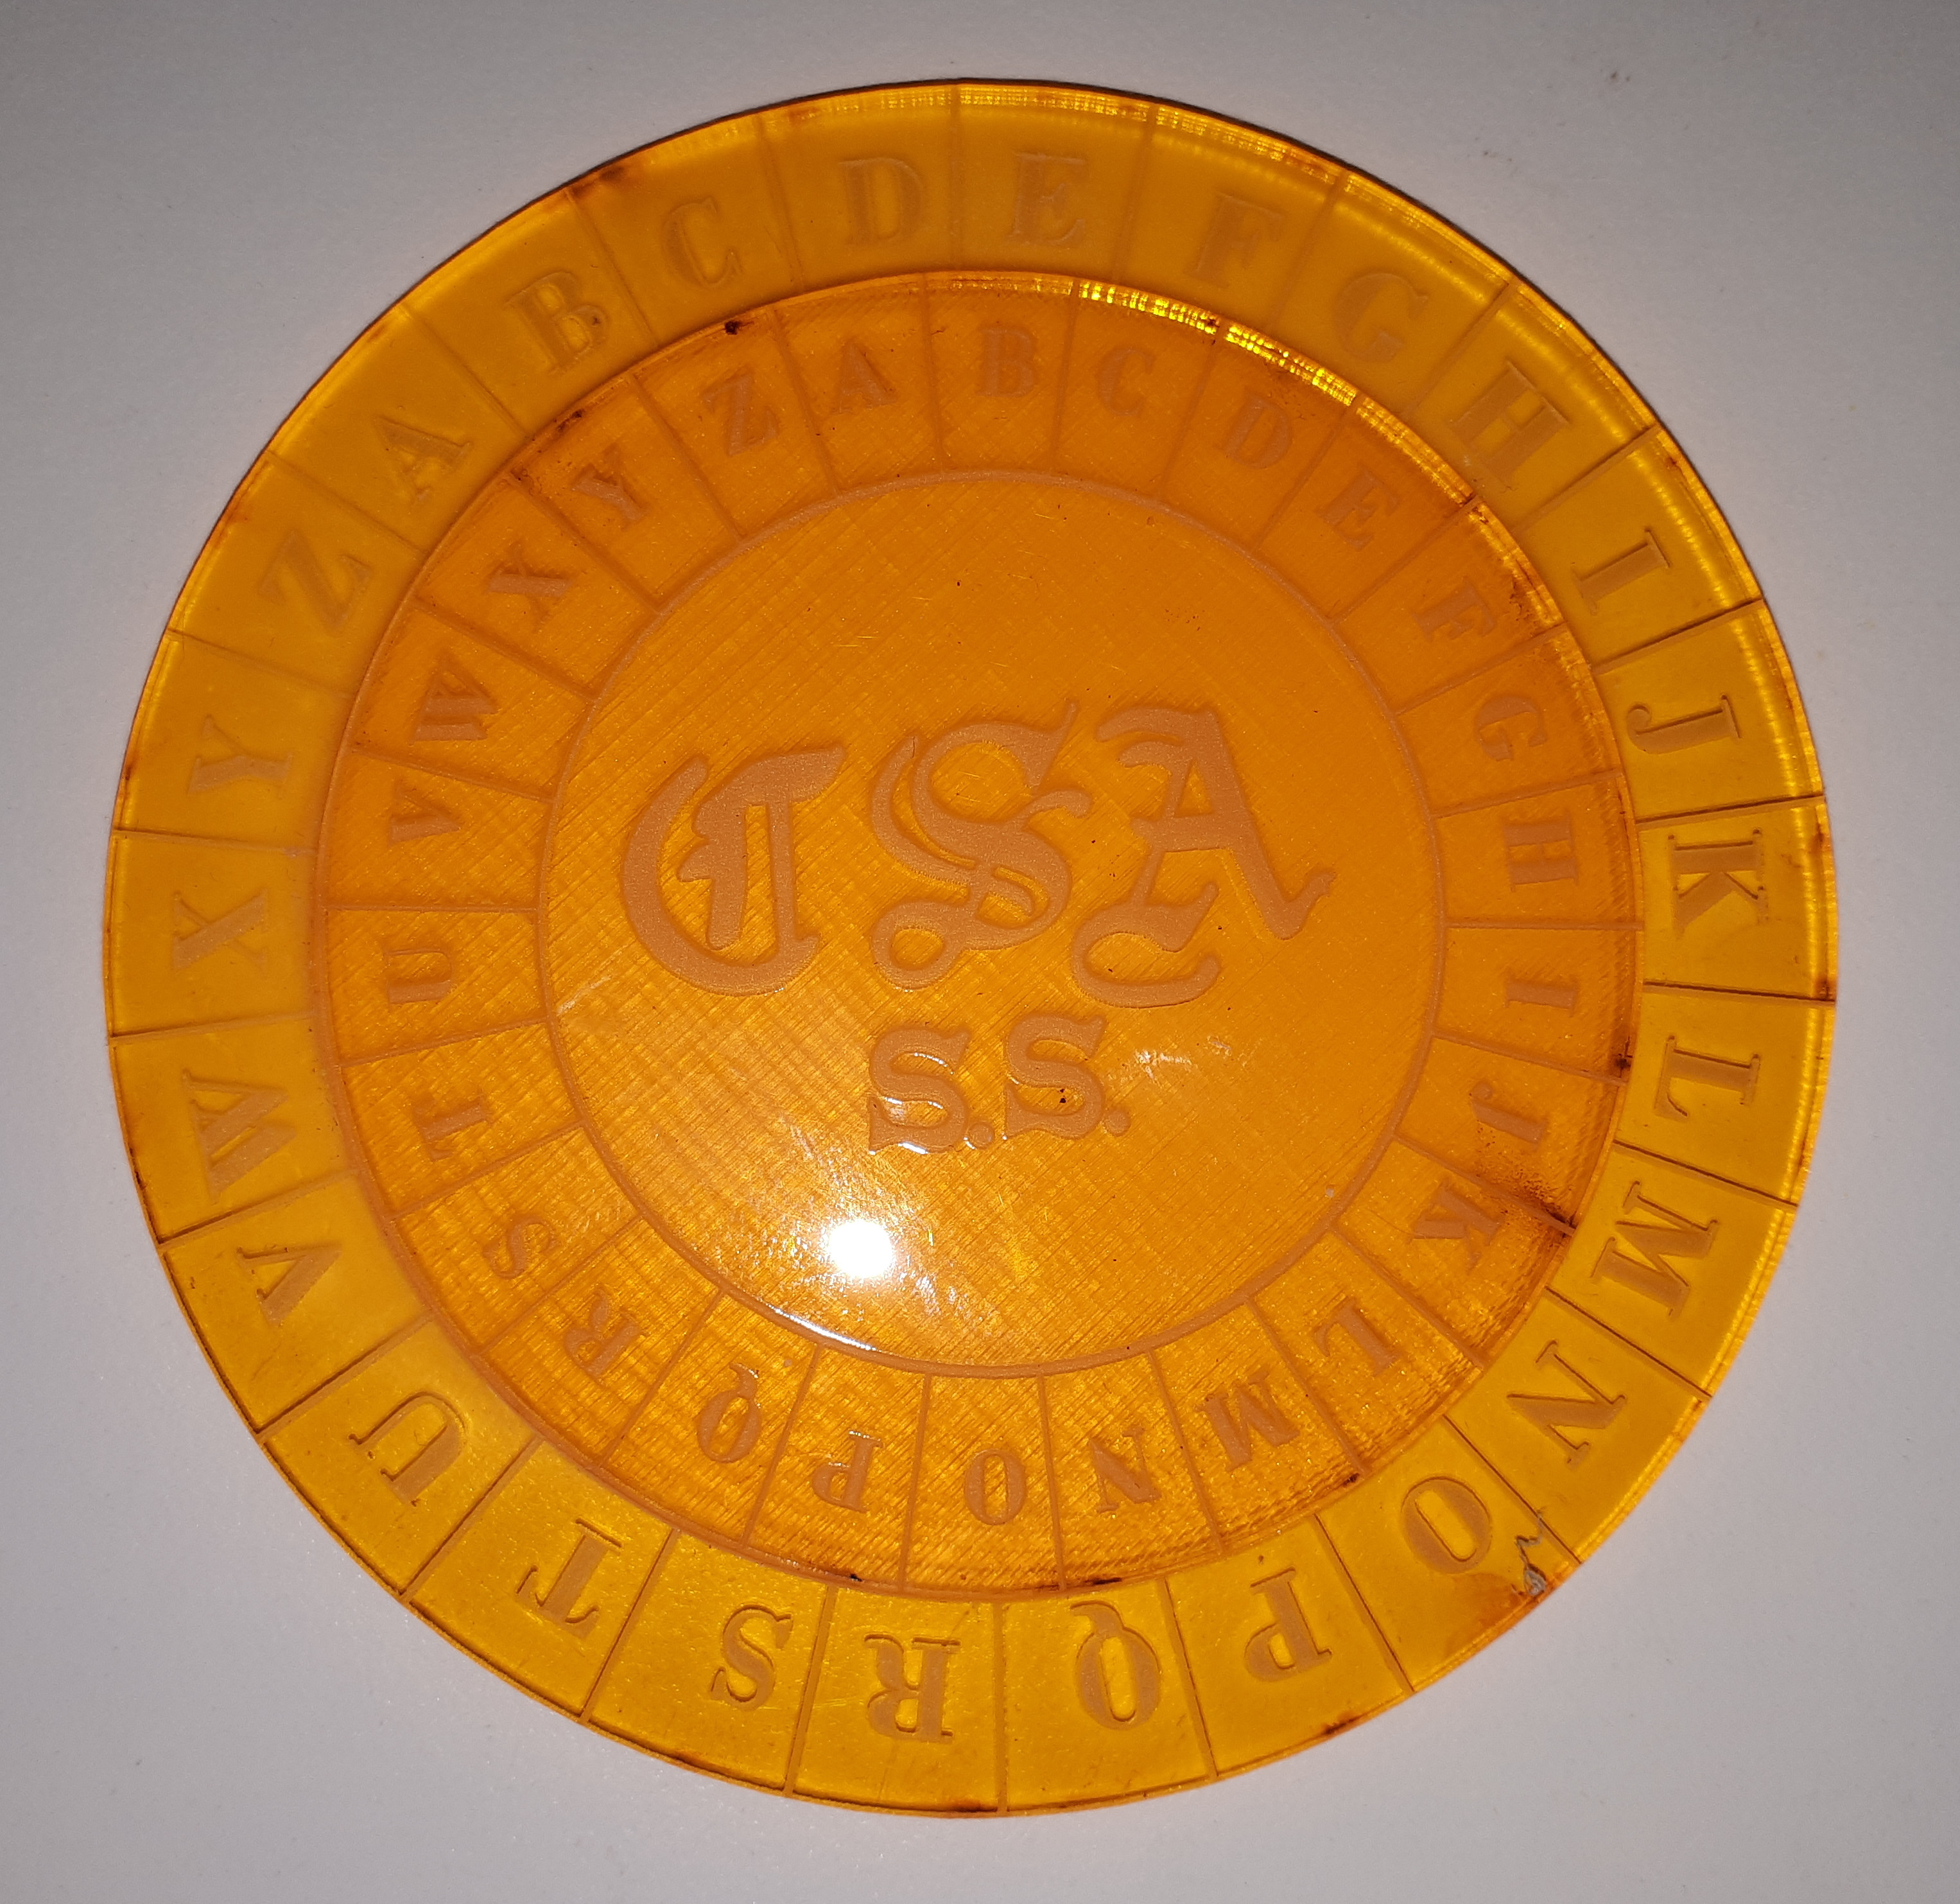 A B C D E F G H I J K L M N O P Q R S T U V W X Y Z
A B C D E F G H I J K L M N O P Q R S T U V W X Y Z
CSA
S.S.